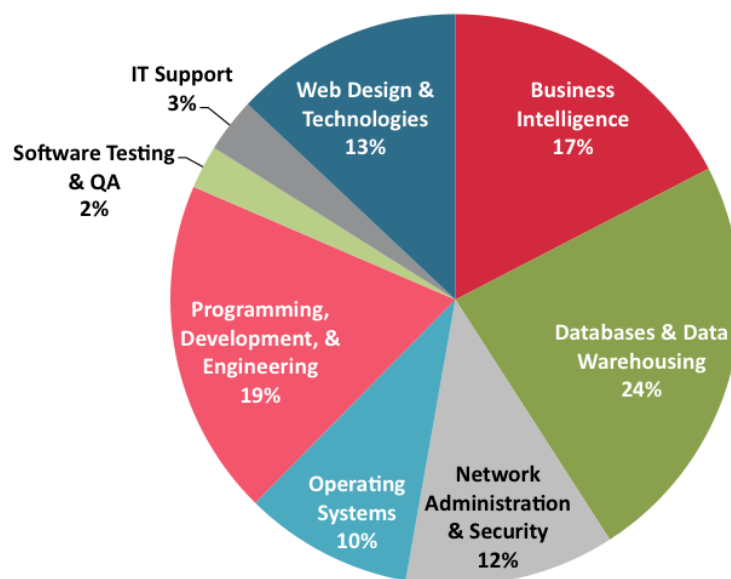 IT Support
3%
Web Design &
Technologies
13%
Business
Intelligence
17%
Software Testing
& QA
2%
Programming,
Development, &
Engineering
19%
Databases & Data
Warehousing
24%
Operating
Systems
10%
Network
Administration
& Security
12%